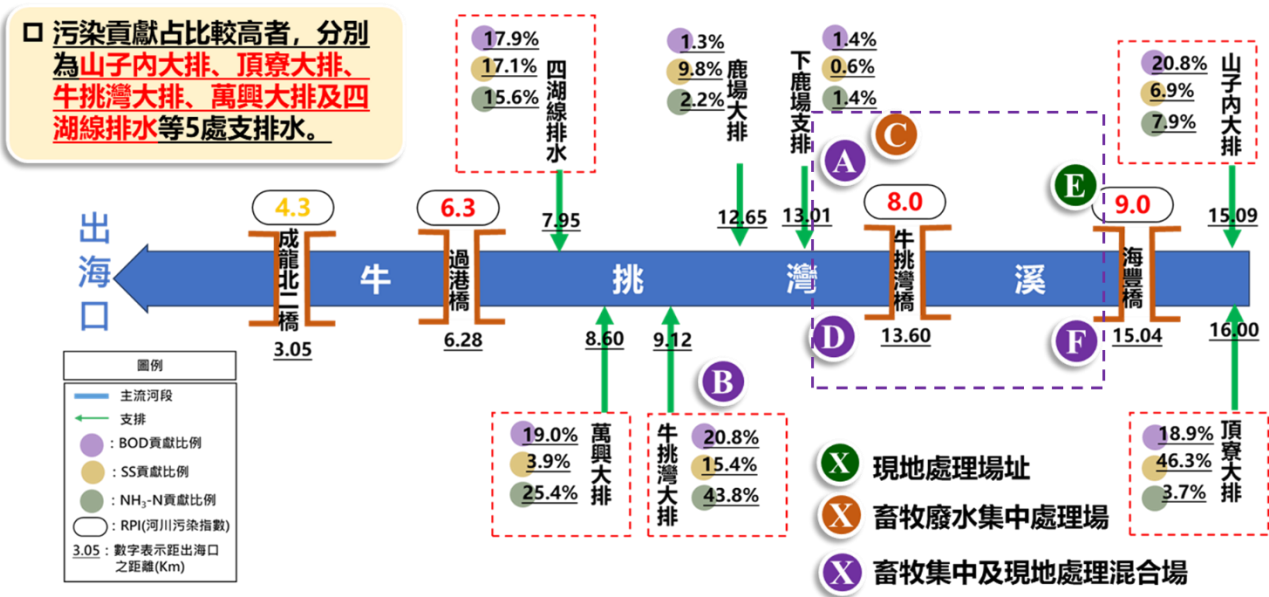 污染貢獻占比較高者，分別
為山子內大排、頂寮大排、
牛挑灣大排、萬興大排及四
湖線排水等5處支排水。
17.9%
17.1%
15.6%
四湖線排水
1.3%
9.8%
2.2%
鹿場大排
下鹿場支排
1.4%
0.6%
1.4%
20.8%
6.9%
7.9%
山子內大排
A
C
E
4.3
6.3
7.95
12.65
13.01
8.0
9.0
15.09
出海口
成龍北二橋
牛
過港橋
挑
灣
牛挑灣橋
溪
海豐橋
3.05
6.28
8.60
9.12
D
13.60
F
15.04
16.00
B
圖例
主流河段
支排
：BOD貢獻比例
：SS貢獻比例
：NH₃-N貢獻比例
：RPI(河川污染指數)
3.05：數字表示距出海口
之距離(Km)
19.0%
3.9%
25.4%
萬興大排
牛挑灣大排
20.8%
15.4%
43.8%
18.9%
46.3%
3.7%
頂寮大排
X 現地處理場址
X 畜牧廢水集中處理場
X 畜牧集中及現地處理混合場